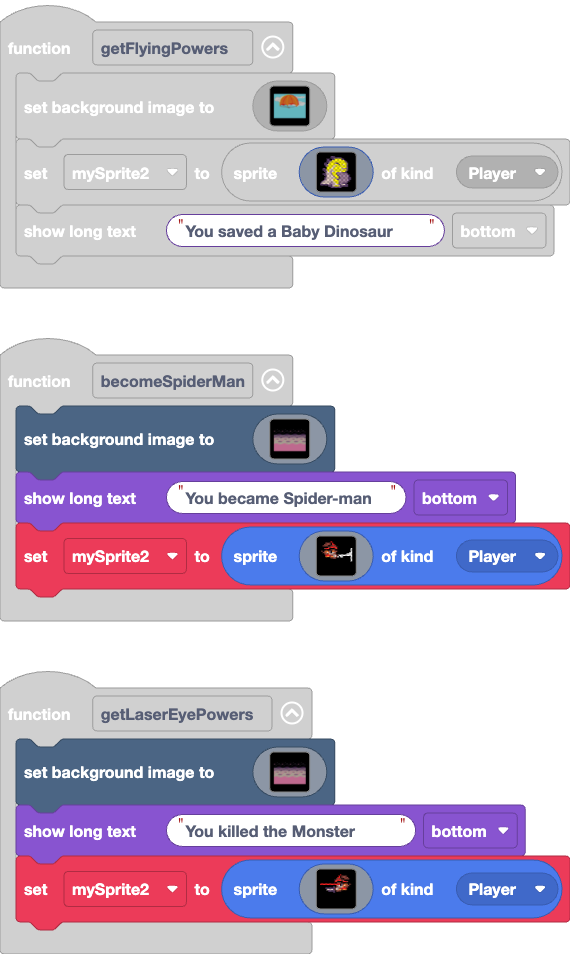 function getFlyingPowers
set background image to
set mySprite2 to sprite of kind Player
show long text "You saved a Baby Dinosaur" bottom
function becomeSpiderMan
set background image to
show long text "You became Spider-man" bottom
set mySprite2 to sprite of kind Player
function getLaserEyePowers
set background image to
show long text "You killed the Monster" bottom
set mySprite2 to sprite of kind Player